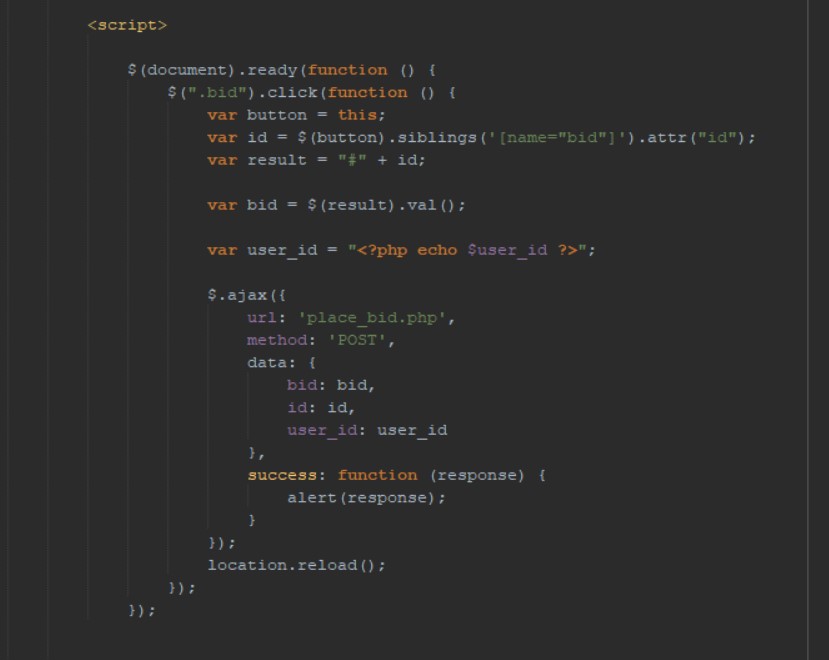 <script>
$(document).ready(function () {
$(".bid").click(function () {
var button = this;
var id = $(button).siblings('[name="bid"]').attr("id");
var result = "#" + id;
var bid = $(result).val();
var user_id = "<?php echo $user_id ?>";
$.ajax({
url: 'place_bid.php',
method: 'POST',
data: {
bid: bid,
id: id,
user_id: user_id
},
success: function (response) {
alert(response);
}
});
location.reload();
});
});